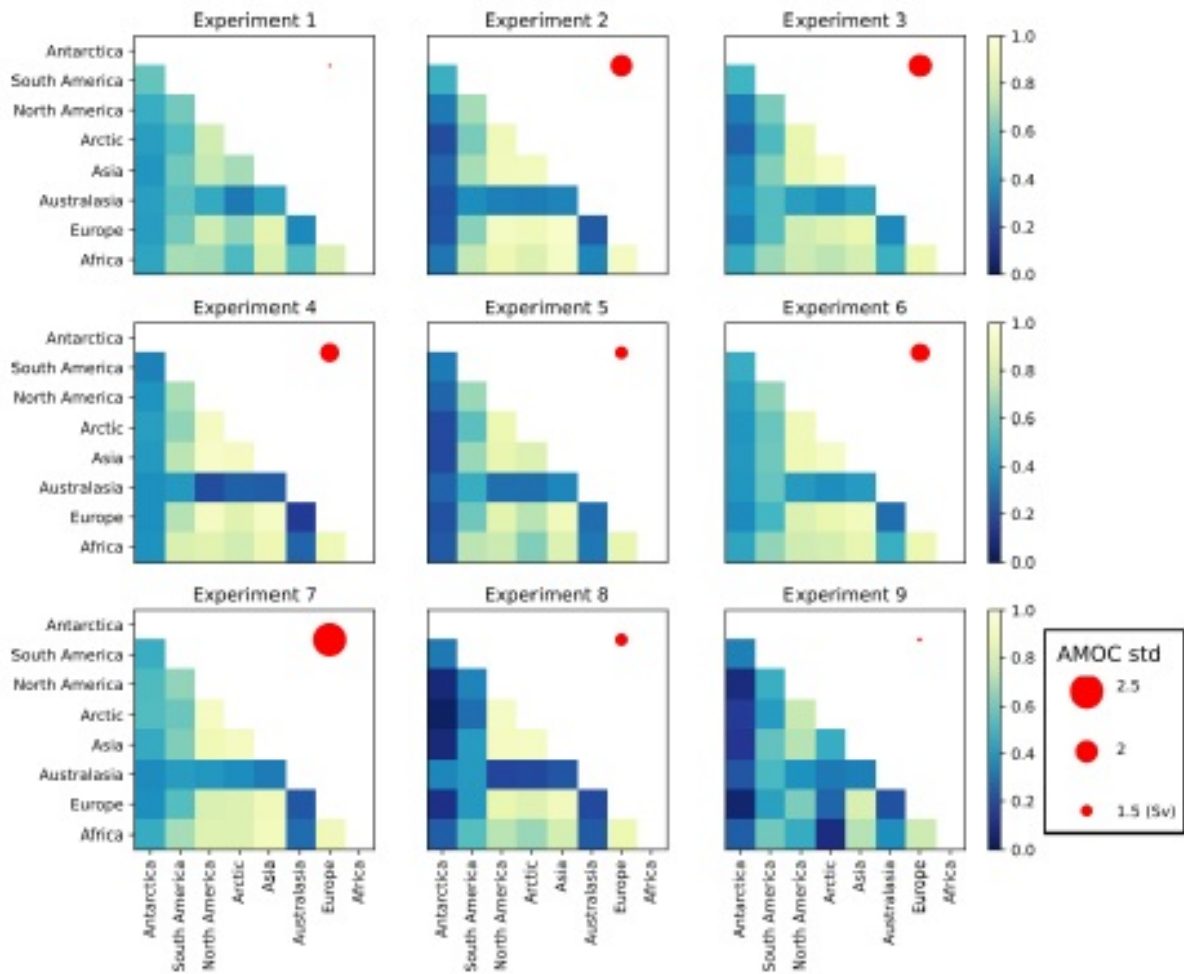 Experiment 1 Experiment 2 Experiment 3
Antarctica
South America
North America
Arctic
Asia
Australasia
Europe
Africa
1.0
0.8
0.6
0.4
0.2
0.0
Experiment 4 Experiment 5 Experiment 6
Antarctica
South America
North America
Arctic
Asia
Australasia
Europe
Africa
1.0
0.8
0.6
0.4
0.2
0.0
Experiment 7 Experiment 8 Experiment 9
Antarctica
South America
North America
Arctic
Asia
Australasia
Europe
Africa
1.0
0.8
0.6
0.4
0.2
0.0
AMOC std
2.5
2
1.5 (Sv)
Antarctica
South America
North America
Arctic
Asia
Australasia
Europe
Africa
Antarctica
South America
North America
Arctic
Asia
Australasia
Europe
Africa
Antarctica
South America
North America
Arctic
Asia
Australasia
Europe
Africa